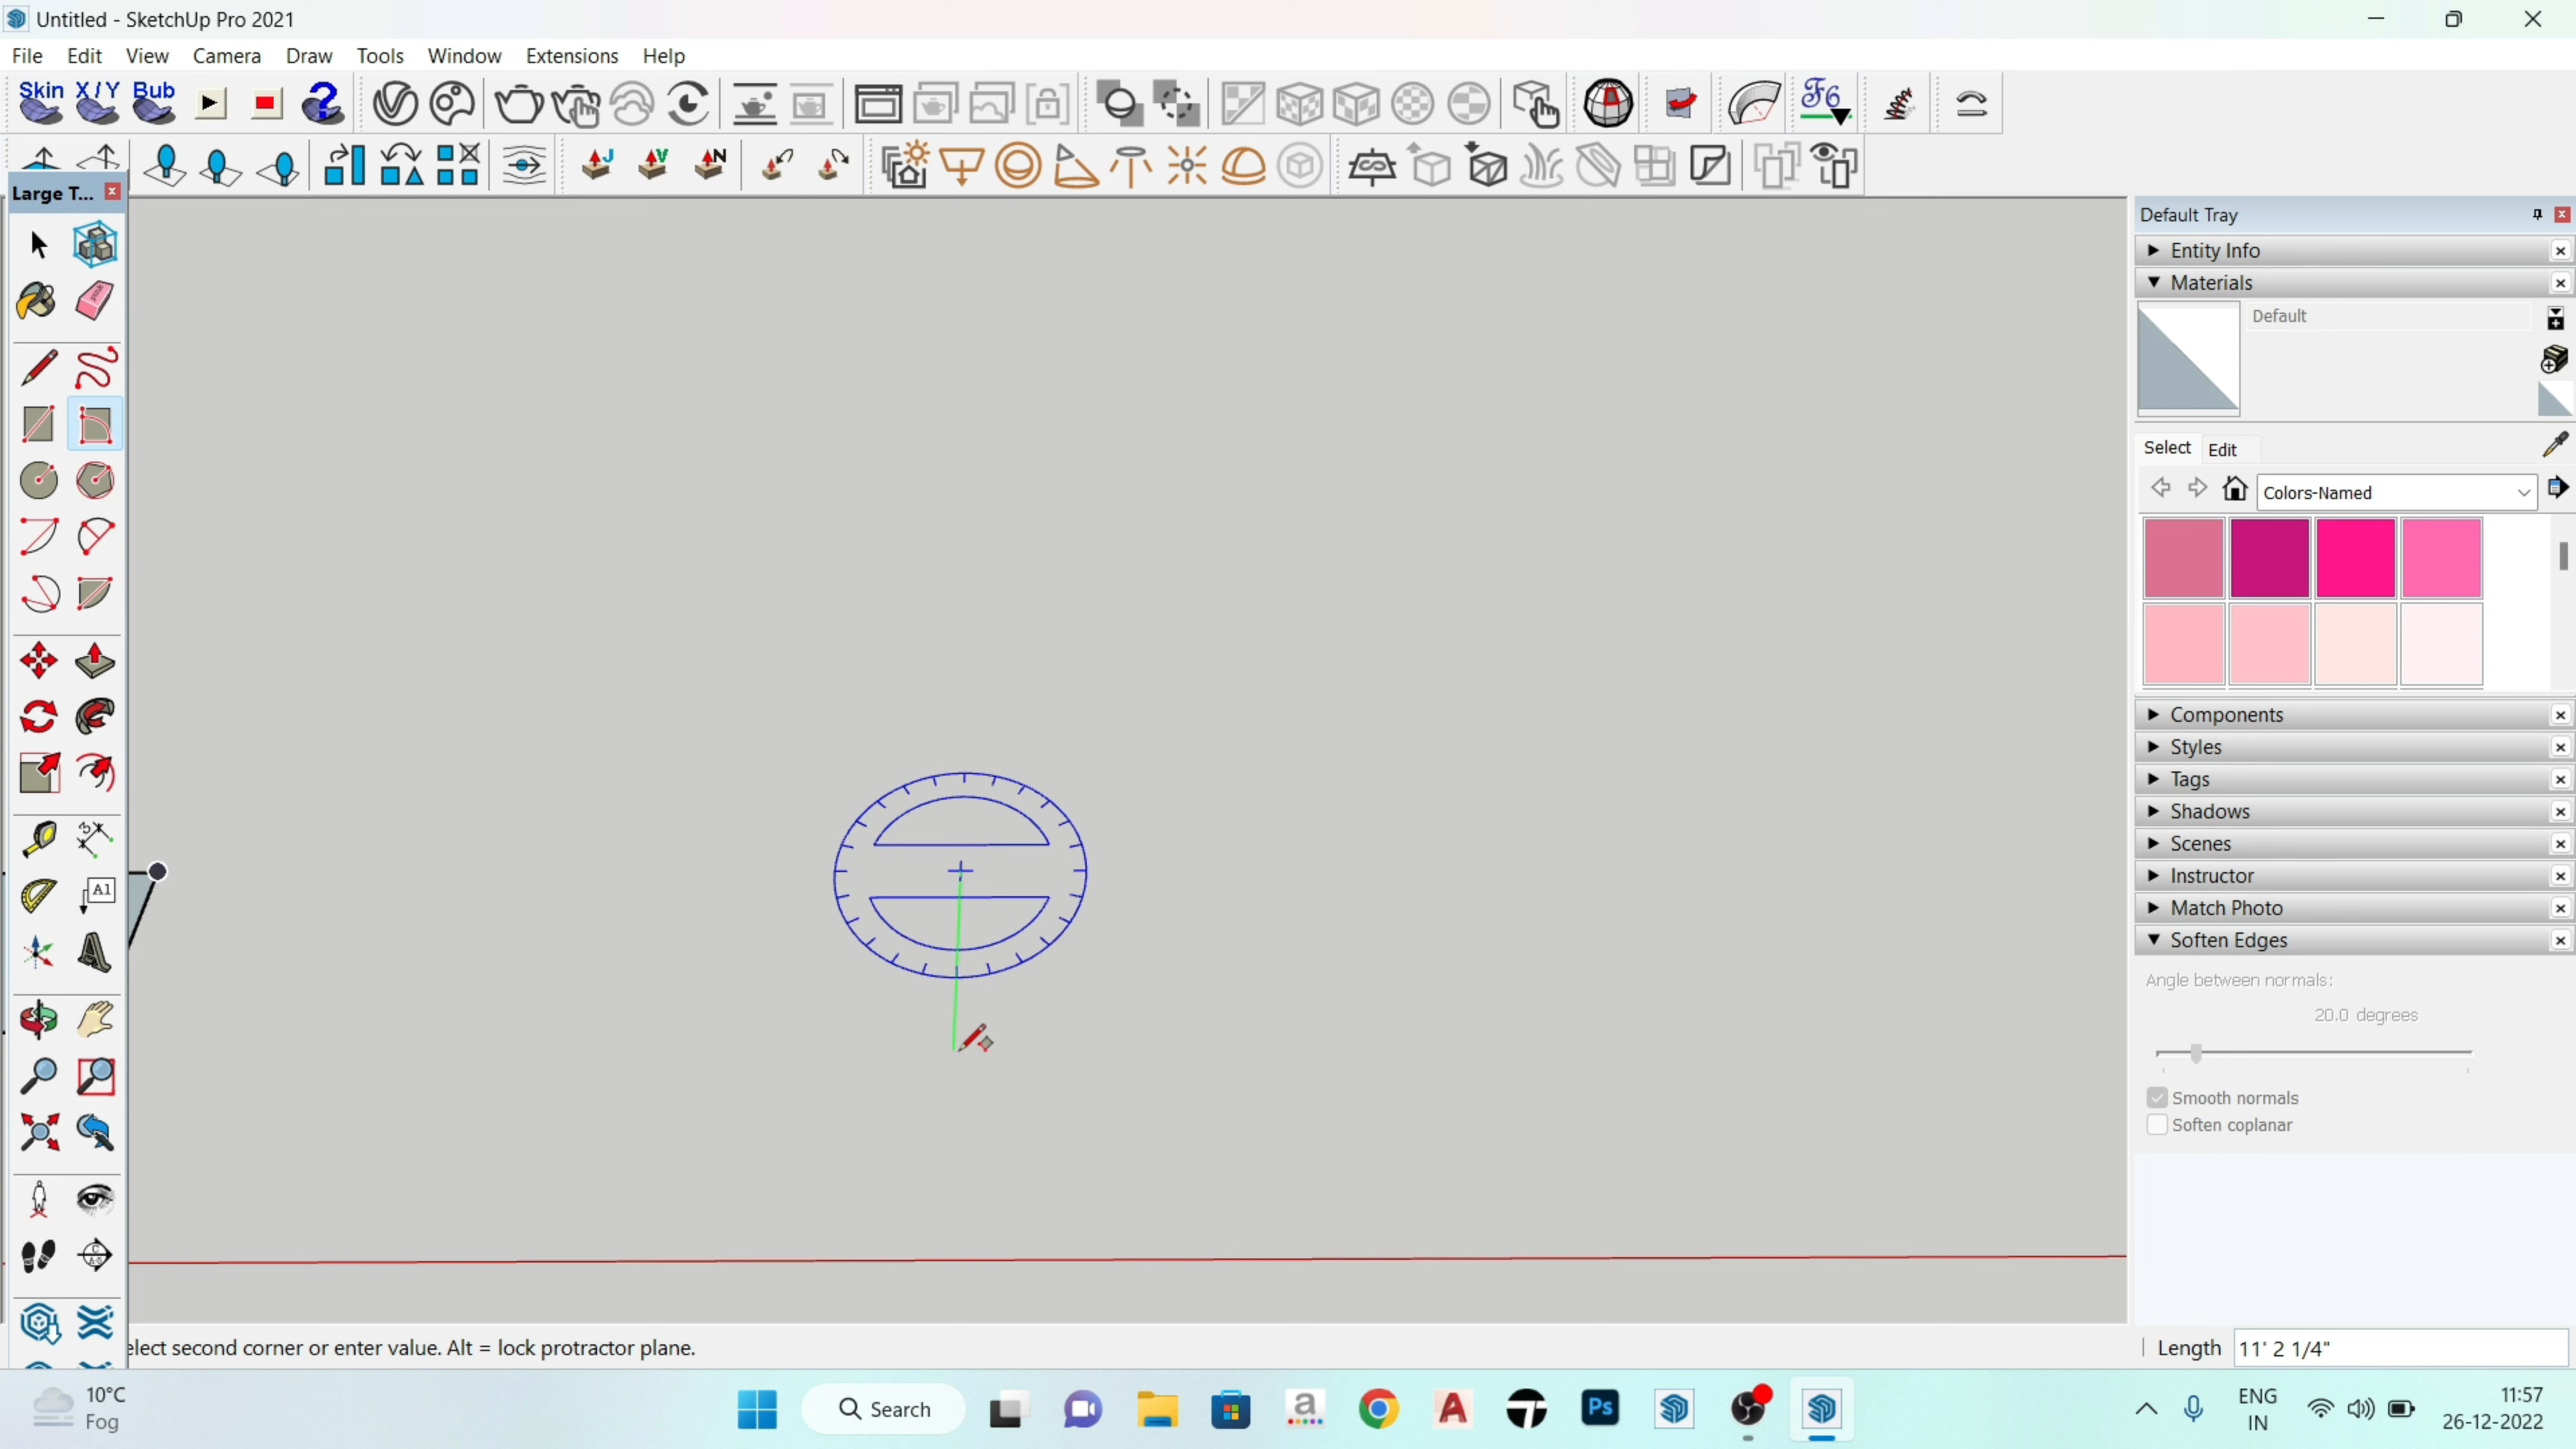 Untitled - SketchUp Pro 2021
File Edit View Camera Draw Tools Window Extensions Help
Skin X/Y Bub
F6
J V N
Large T...
Default Tray
Entity Info
Materials
Default
Select Edit
Colors-Named
Components
Styles
Tags
Shadows
Scenes
Instructor
Match Photo
Soften Edges
Angle between normals:
20.0 degrees
Smooth normals
Soften coplanar
A1
elect second corner or enter value. Alt = lock protractor plane.
Length 11' 2 1/4"
10°C
Fog
Search
a
A
Ps
ENG
IN
11:57
26-12-2022